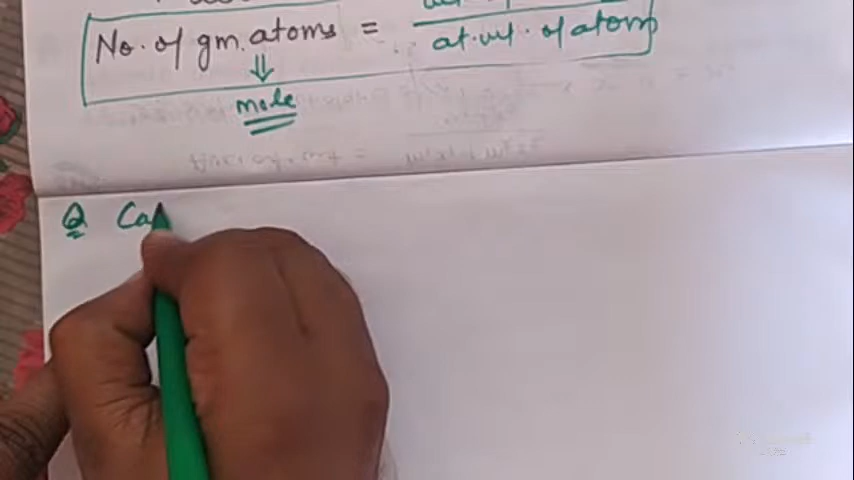 No. of gm. atoms =
at. wt. of atom
⇓
mole
Q Ca